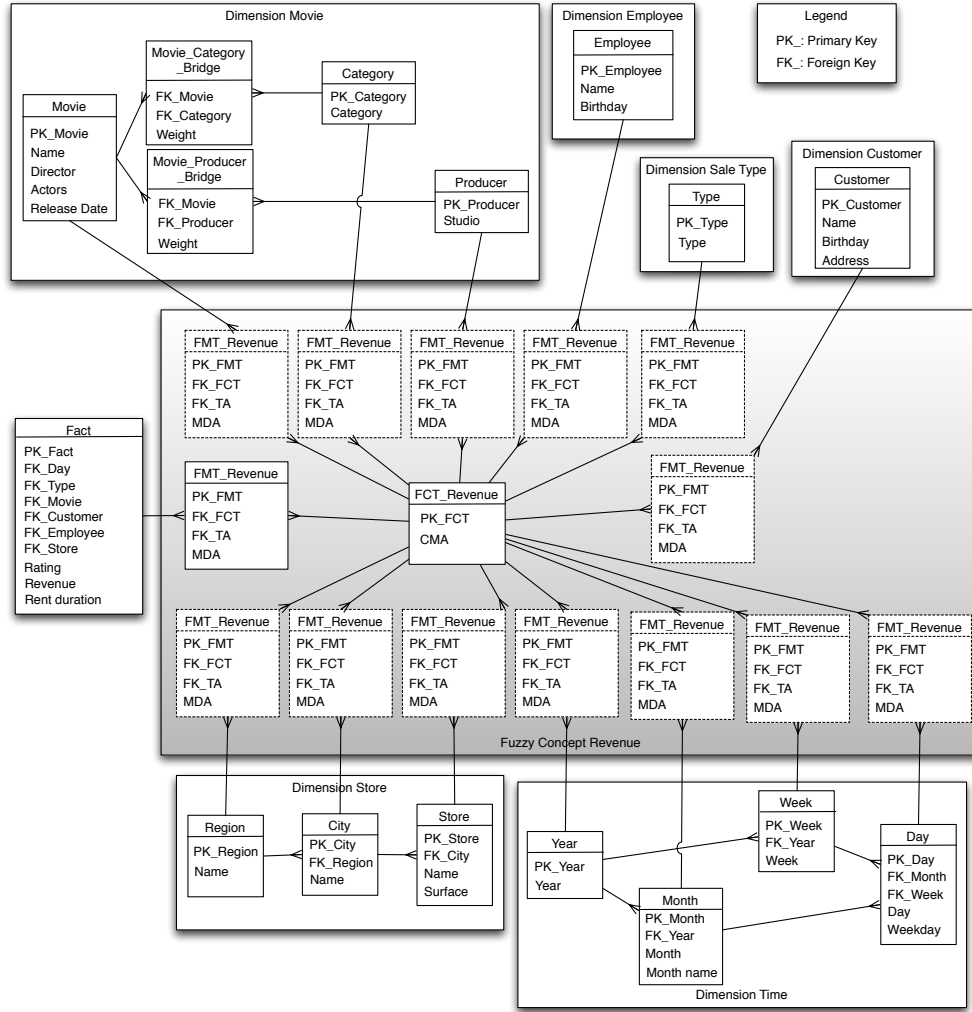 Dimension Movie
Movie
PK_Movie
Name
Director
Actors
Release Date
Movie_Category
_Bridge
FK_Movie
FK_Category
Weight
Movie_Producer
_Bridge
FK_Movie
FK_Producer
Weight
Category
PK_Category
Category
Producer
PK_Producer
Studio
Dimension Employee
Employee
PK_Employee
Name
Birthday
Legend
PK_: Primary Key
FK_: Foreign Key
Dimension Sale Type
Type
PK_Type
Type
Dimension Customer
Customer
PK_Customer
Name
Birthday
Address
FMT_Revenue
PK_FMT
FK_FCT
FK_TA
MDA
FMT_Revenue
PK_FMT
FK_FCT
FK_TA
MDA
FMT_Revenue
PK_FMT
FK_FCT
FK_TA
MDA
FMT_Revenue
PK_FMT
FK_FCT
FK_TA
MDA
FMT_Revenue
PK_FMT
FK_FCT
FK_TA
MDA
Fact
PK_Fact
FK_Day
FK_Type
FK_Movie
FK_Customer
FK_Employee
FK_Store
Rating
Revenue
Rent duration
FMT_Revenue
PK_FMT
FK_FCT
FK_TA
MDA
FCT_Revenue
PK_FCT
CMA
FMT_Revenue
PK_FMT
FK_FCT
FK_TA
MDA
FMT_Revenue
PK_FMT
FK_FCT
FK_TA
MDA
FMT_Revenue
PK_FMT
FK_FCT
FK_TA
MDA
FMT_Revenue
PK_FMT
FK_FCT
FK_TA
MDA
FMT_Revenue
PK_FMT
FK_FCT
FK_TA
MDA
FMT_Revenue
PK_FMT
FK_FCT
FK_TA
MDA
FMT_Revenue
PK_FMT
FK_FCT
FK_TA
MDA
FMT_Revenue
PK_FMT
FK_FCT
FK_TA
MDA
Fuzzy Concept Revenue
Dimension Store
Region
PK_Region
Name
City
PK_City
FK_Region
Name
Store
PK_Store
FK_City
Name
Surface
Year
PK_Year
Year
Month
PK_Month
FK_Year
Month
Month name
Week
PK_Week
FK_Year
Week
Day
PK_Day
FK_Month
FK_Week
Day
Weekday
Dimension Time